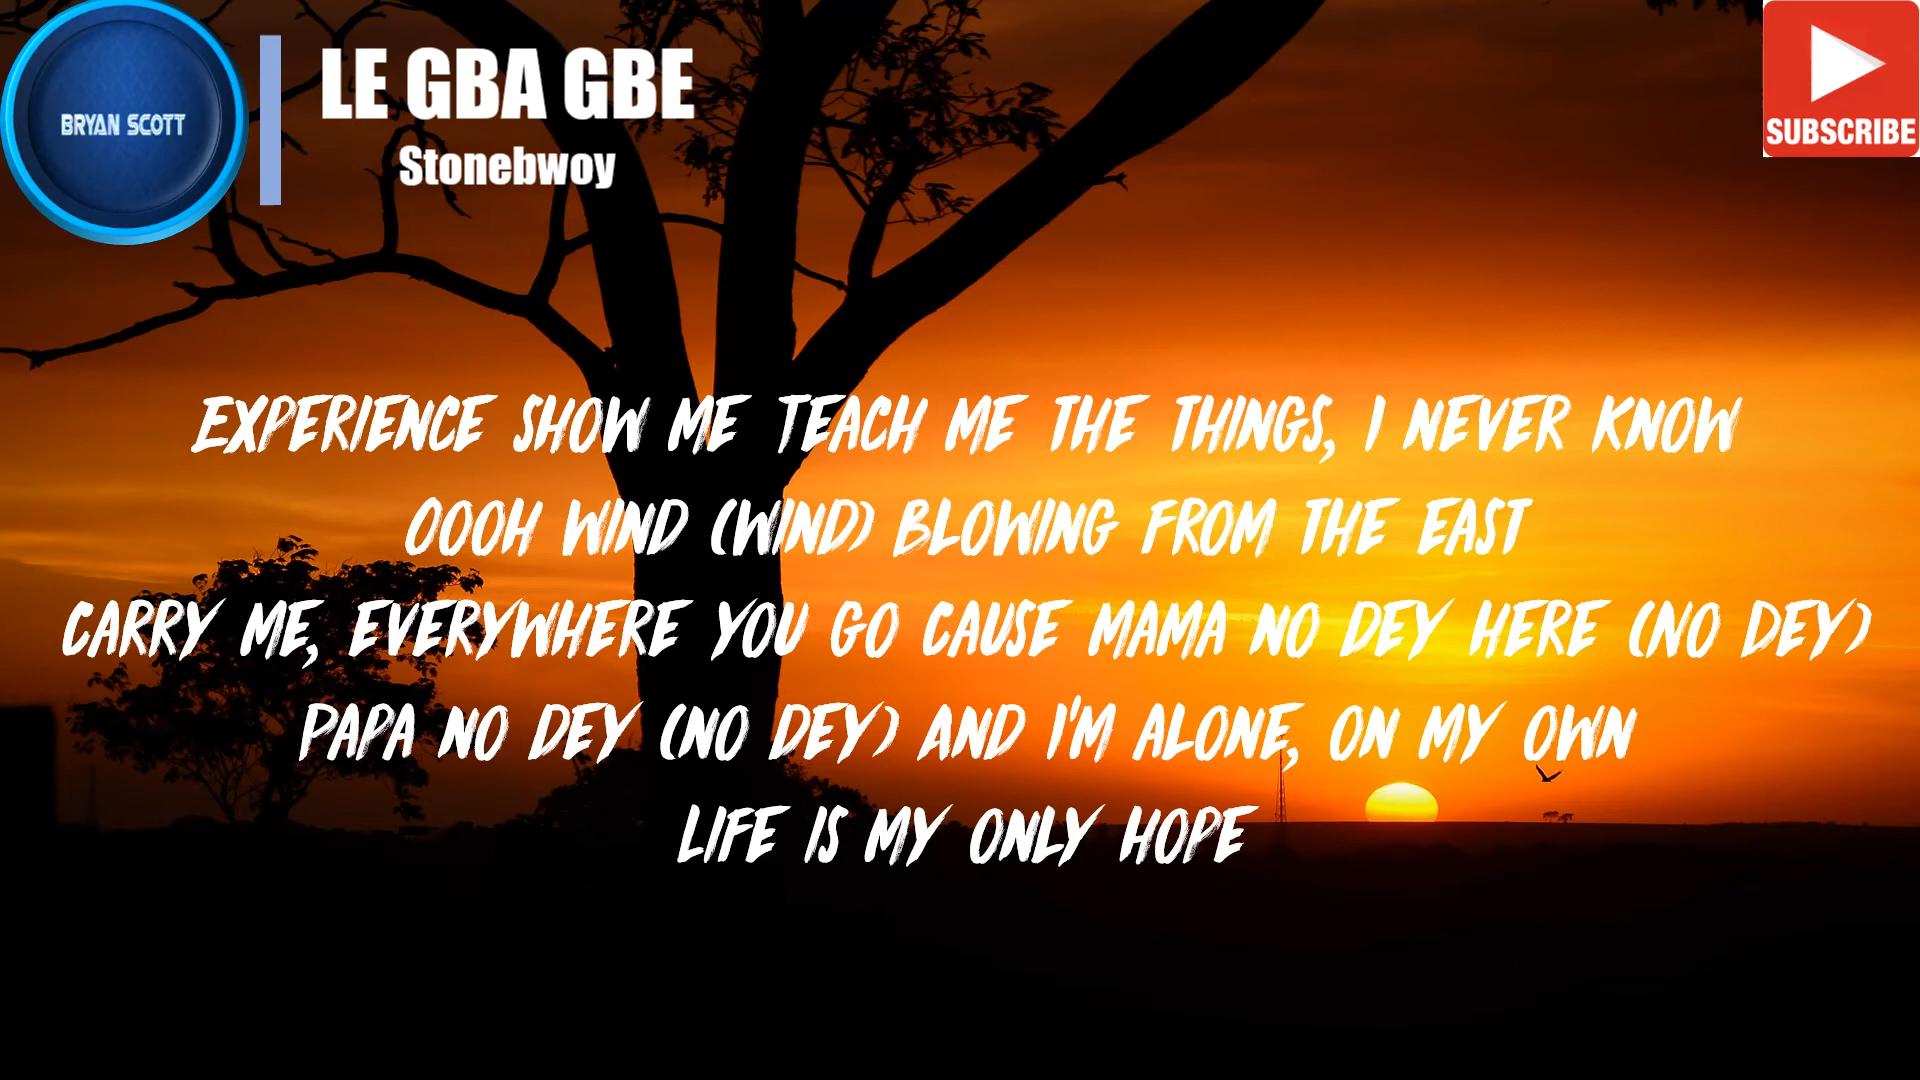 BRYAN SCOTT
LE GBA GBE
Stonebwoy
SUBSCRIBE
EXPERIENCE SHOW ME TEACH ME THE THINGS, I NEVER KNOW
OOOH WIND (WIND) BLOWING FROM THE EAST
CARRY ME, EVERYWHERE YOU GO CAUSE MAMA NO DEY HERE (NO DEY)
PAPA NO DEY (NO DEY) AND I'M ALONE, ON MY OWN
LIFE IS MY ONLY HOPE